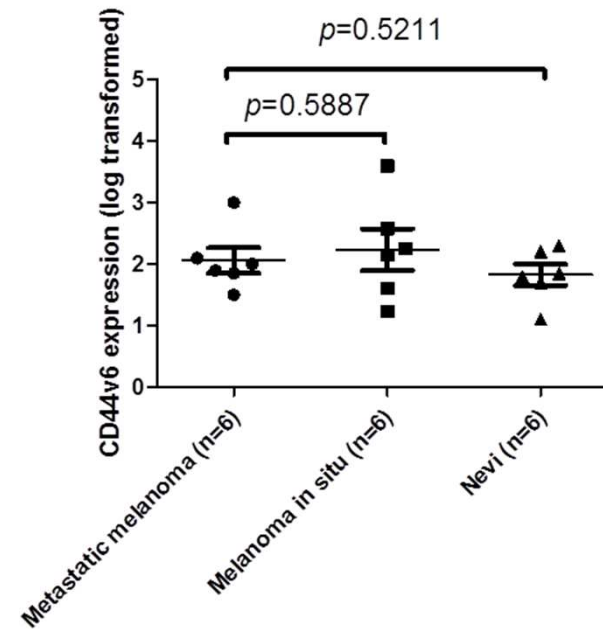 p=0.5211
p=0.5887
CD44v6 expression (log transformed)
5
4
3
2
1
0
Metastatic melanoma (n=6)
Melanoma in situ (n=6)
Nevi (n=6)